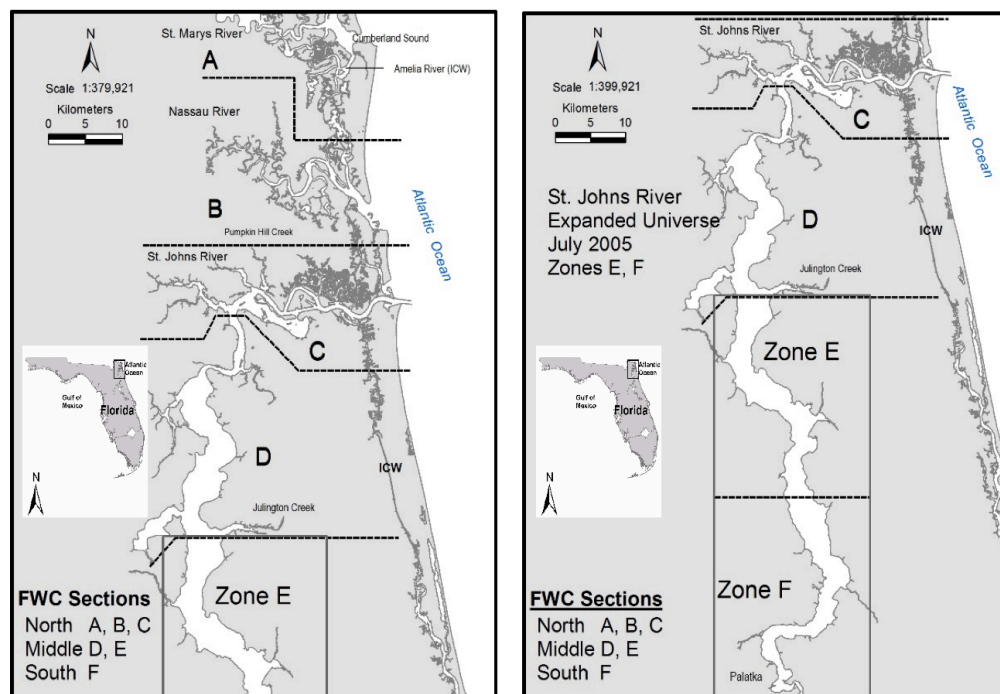 N
Scale 1:379,921
Kilometers
0 5 10
St. Marys River
Cumberland Sound
A
Amelia River (ICW)
Nassau River
B
Pumpkin Hill Creek
Atlantic Ocean
St. Johns River
C
Gulf of
Mexico
Florida
Atlantic
Ocean
N
D
ICW
Julington Creek
Zone E
FWC Sections
North A, B, C
Middle D, E
South F
N
Scale 1:399,921
Kilometers
0 5 10
St. Johns River
C
Atlantic Ocean
St. Johns River
Expanded Universe
July 2005
Zones E, F
D
ICW
Julington Creek
Zone E
Gulf of
Mexico
Florida
Atlantic
Ocean
N
Zone F
FWC Sections
North A, B, C
Middle D, E
South F
Palatka